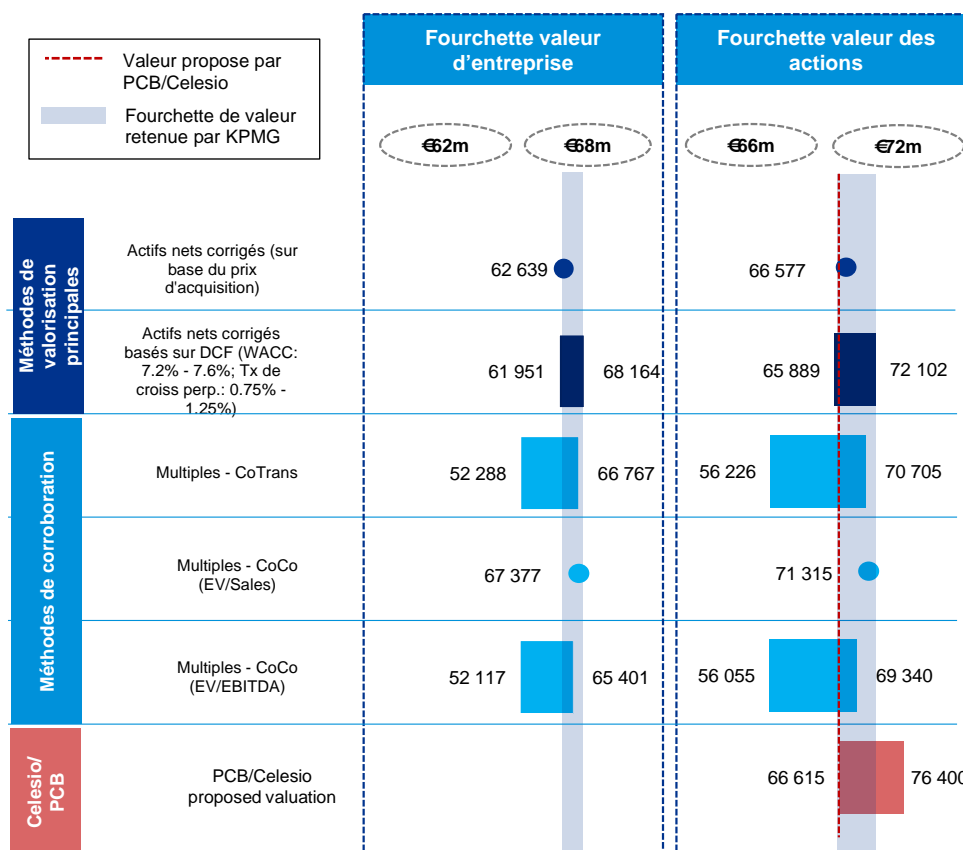 Valeur propose par
PCB/Celesio
Fourchette de valeur
retenue par KPMG
Fourchette valeur
d'entreprise
Fourchette valeur des
actions
€62m
€68m
€66m
€72m
Méthodes de
valorisation
principales
Actifs nets corrigés (sur
base du prix
d'acquisition)
62 639
66 577
Actifs nets corrigés
basés sur DCF (WACC:
7.2% - 7.6%; Tx de
croiss perp.: 0.75% -
1.25%)
61 951
68 164
65 889
72 102
Méthodes de corroboration
Multiples - CoTrans
52 288
66 767
56 226
70 705
Multiples - CoCo
(EV/Sales)
67 377
71 315
Multiples - CoCo
(EV/EBITDA)
52 117
65 401
56 055
69 340
Celesio/
PCB
PCB/Celesio
proposed valuation
66 615
76 400